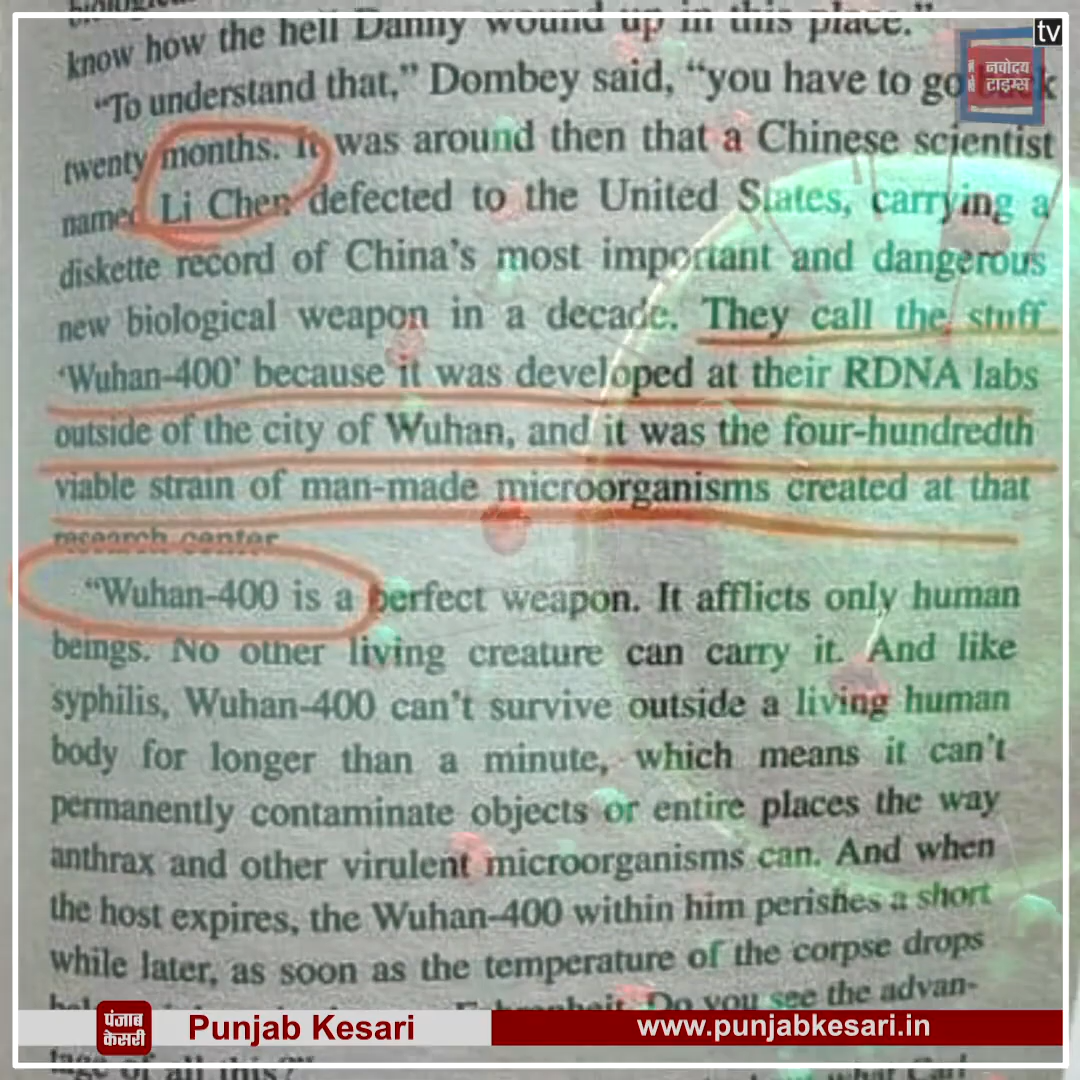 know how the hell Danny wound up in this place."
tv
नवोदय
टाइम्स
"To understand that," Dombey said, "you have to go back
twenty months. It was around then that a Chinese scientist
named Li Chen defected to the United States, carrying a
diskette record of China's most important and dangerous
new biological weapon in a decade. They call the stuff
'Wuhan-400' because it was developed at their RDNA labs
outside of the city of Wuhan, and it was the four-hundredth
viable strain of man-made microorganisms created at that
research center
"Wuhan-400 is a perfect weapon. It afflicts only human
beings. No other living creature can carry it. And like
syphilis, Wuhan-400 can't survive outside a living human
body for longer than a minute, which means it can't
permanently contaminate objects or entire places the way
anthrax and other virulent microorganisms can. And when
the host expires, the Wuhan-400 within him perishes a short
while later, as soon as the temperature of the corpse drops
Fahrenheit. Do you see the advan-
पंजाब
केसरी
Punjab Kesari
www.punjabkesari.in
tage of all this?"
what Carl